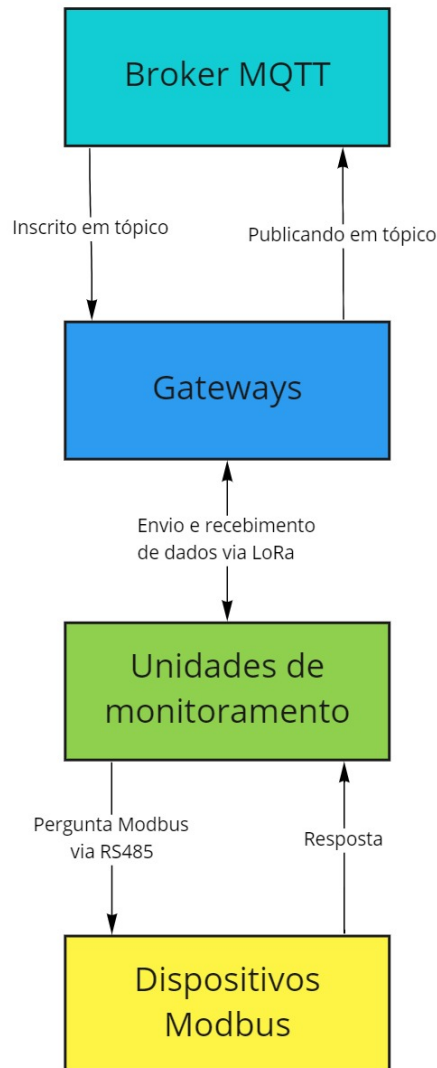 Broker MQTT
Inscrito em tópico
Publicando em tópico
Gateways
Envio e recebimento
de dados via LoRa
Unidades de
monitoramento
Pergunta Modbus
via RS485
Resposta
Dispositivos
Modbus